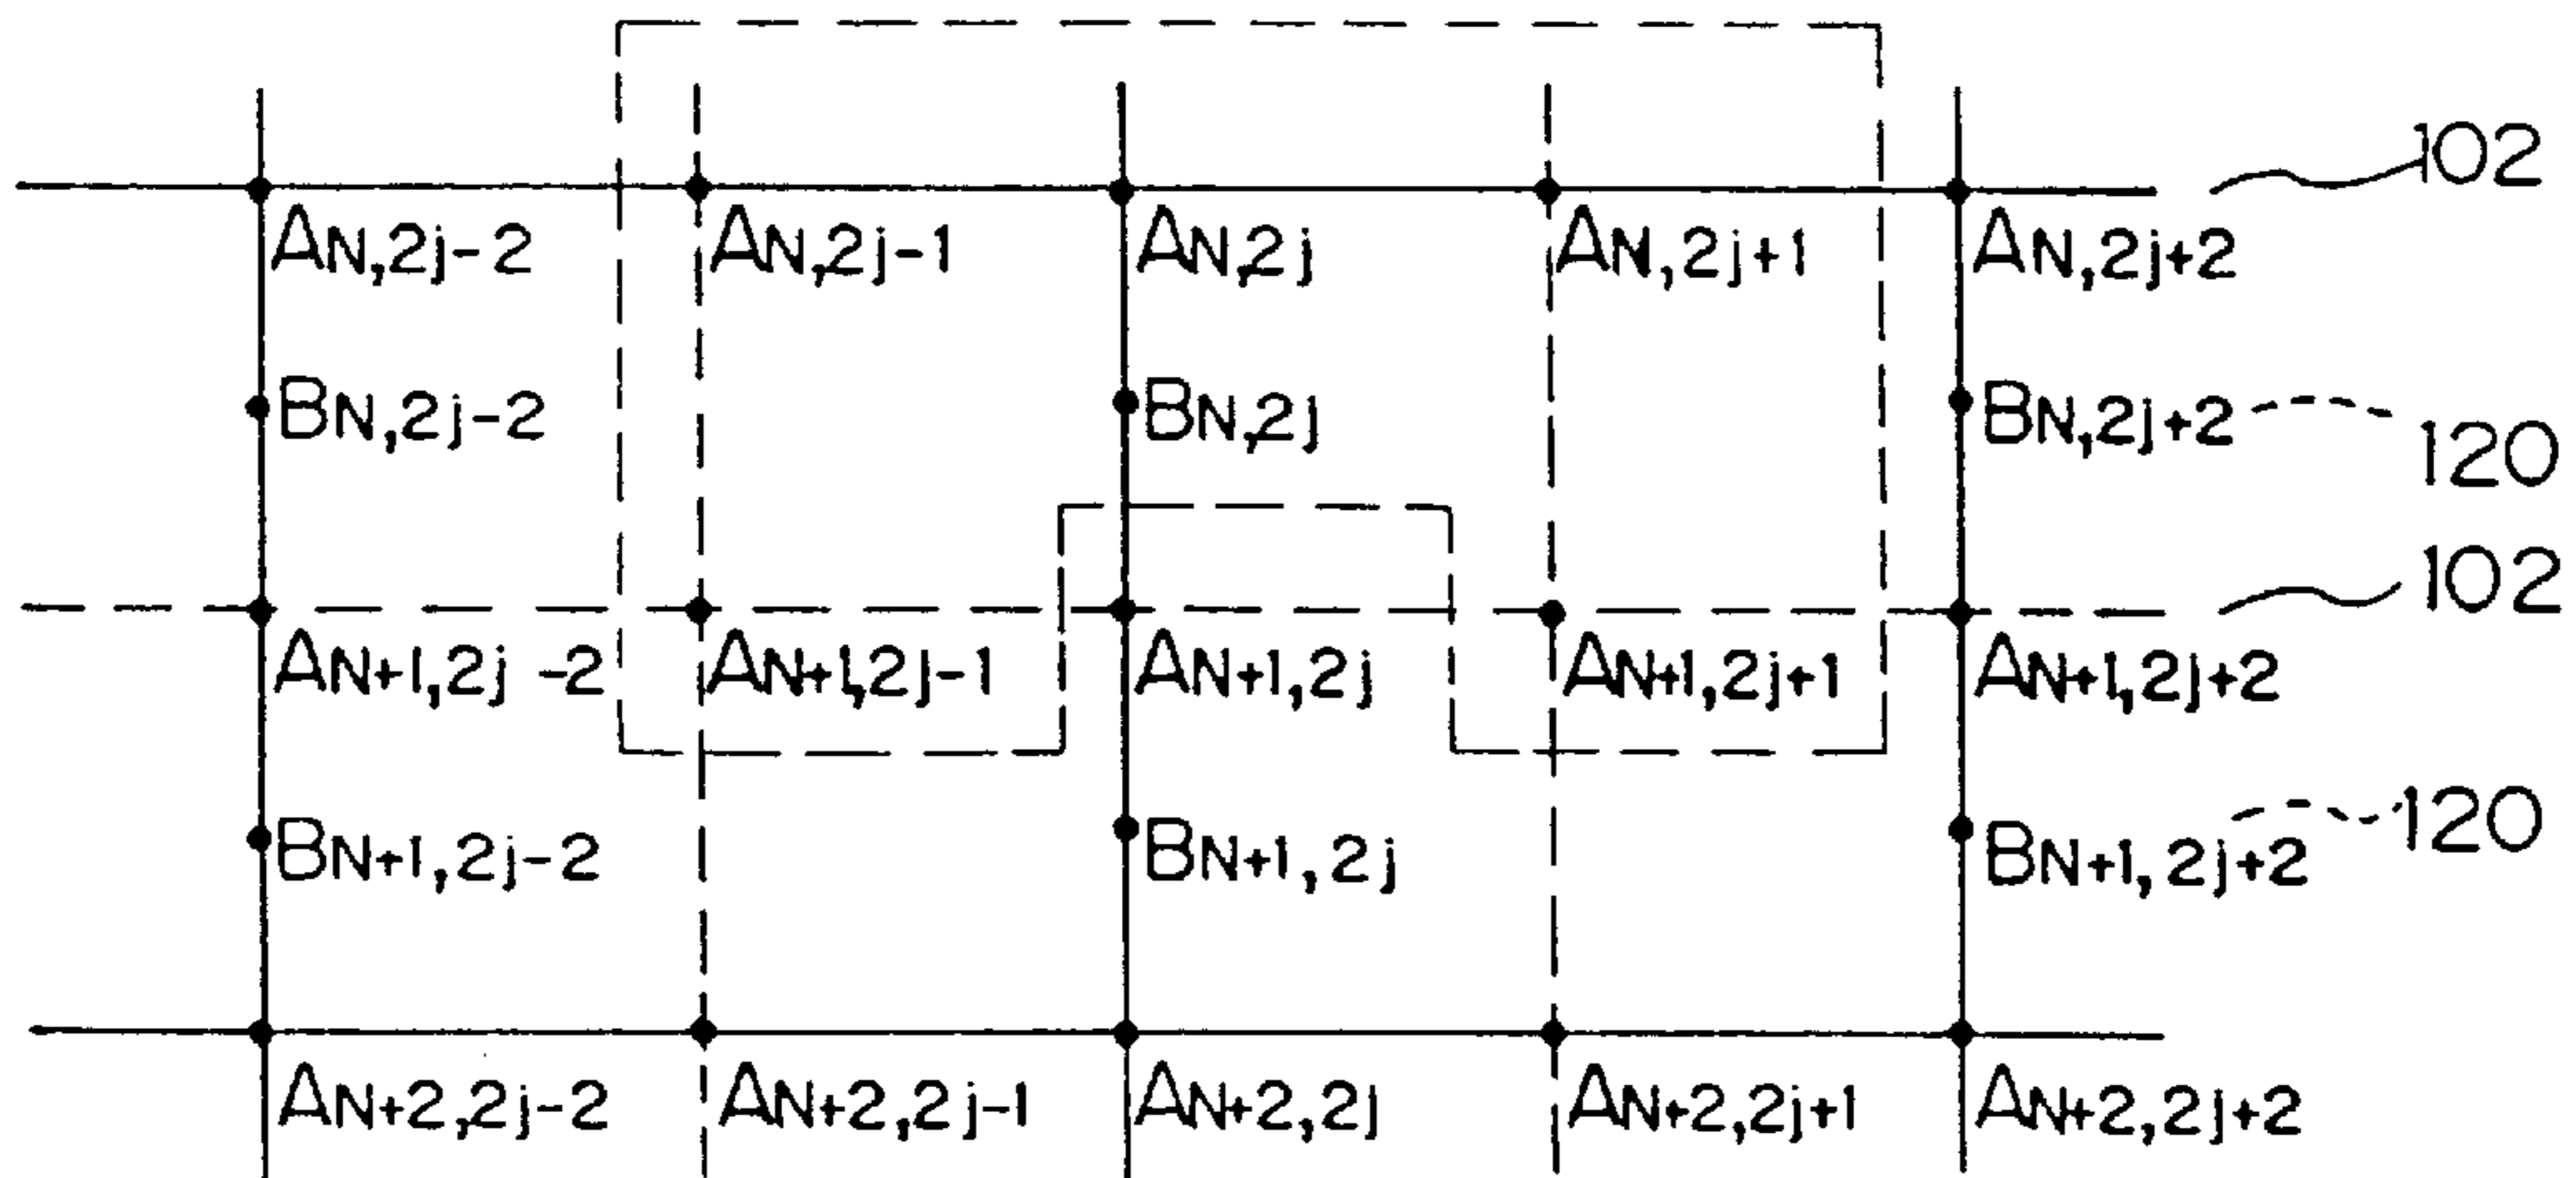 102
AN,2j-2 AN,2j-1 AN,2j AN,2j+1 AN,2j+2
BN,2j-2 BN,2j BN,2j+2 120
102
AN+1,2j-2 AN+1,2j-1 AN+1,2j AN+1,2j+1 AN+1,2j+2
BN+1,2j-2 BN+1,2j BN+1,2j+2 120
AN+2,2j-2 AN+2,2j-1 AN+2,2j AN+2,2j+1 AN+2,2j+2